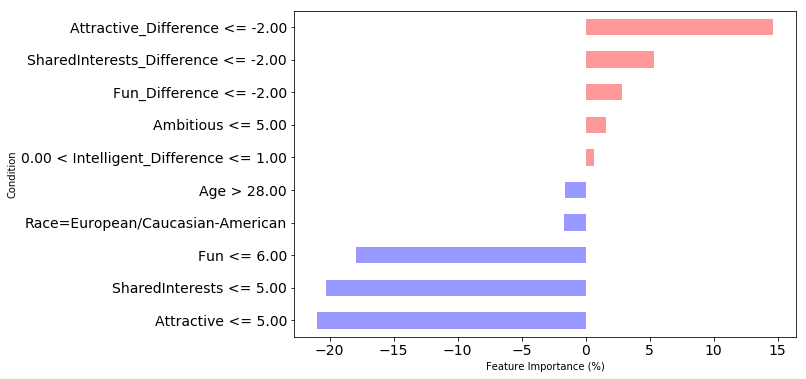 Attractive_Difference <= -2.00
SharedInterests_Difference <= -2.00
Fun_Difference <= -2.00
Ambitious <= 5.00
0.00 < Intelligent_Difference <= 1.00
Age > 28.00
Race=European/Caucasian-American
Fun <= 6.00
SharedInterests <= 5.00
Attractive <= 5.00
Condition
−20 −15 −10 −5 0 5 10 15
Feature Importance (%)